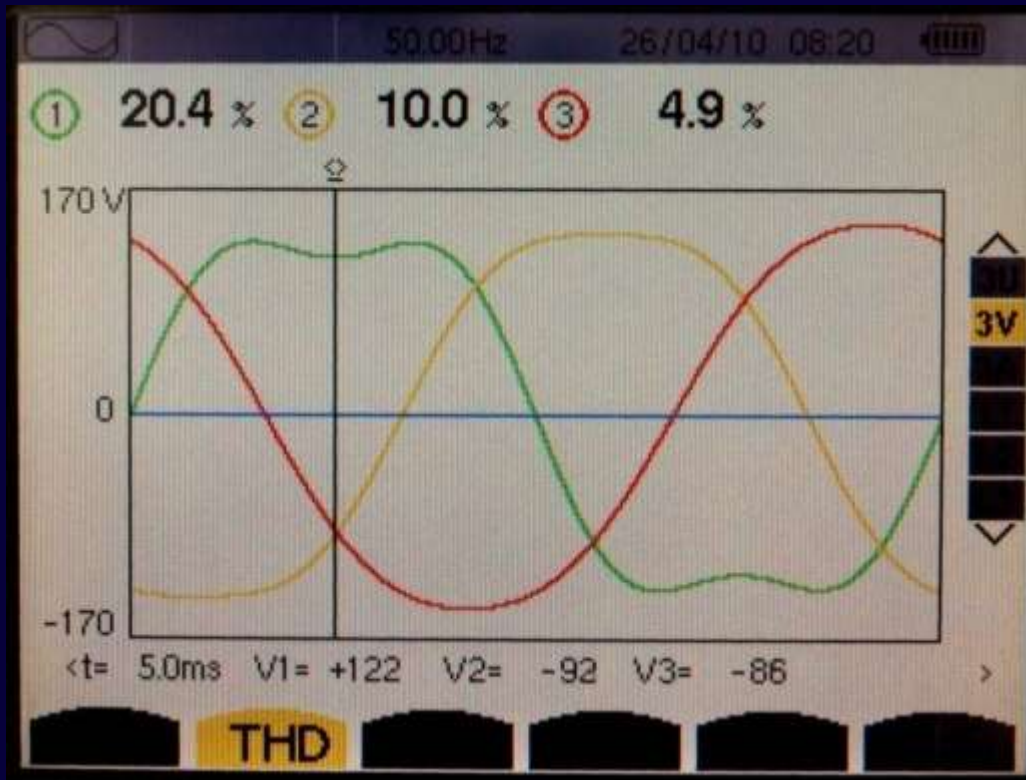 50.00Hz 26/04/10 08:20
1 20.4 % 2 10.0 % 3 4.9 %
170 V
3U
3V
0
-170
<t= 5.0ms V1= +122 V2= -92 V3= -86 >
THD